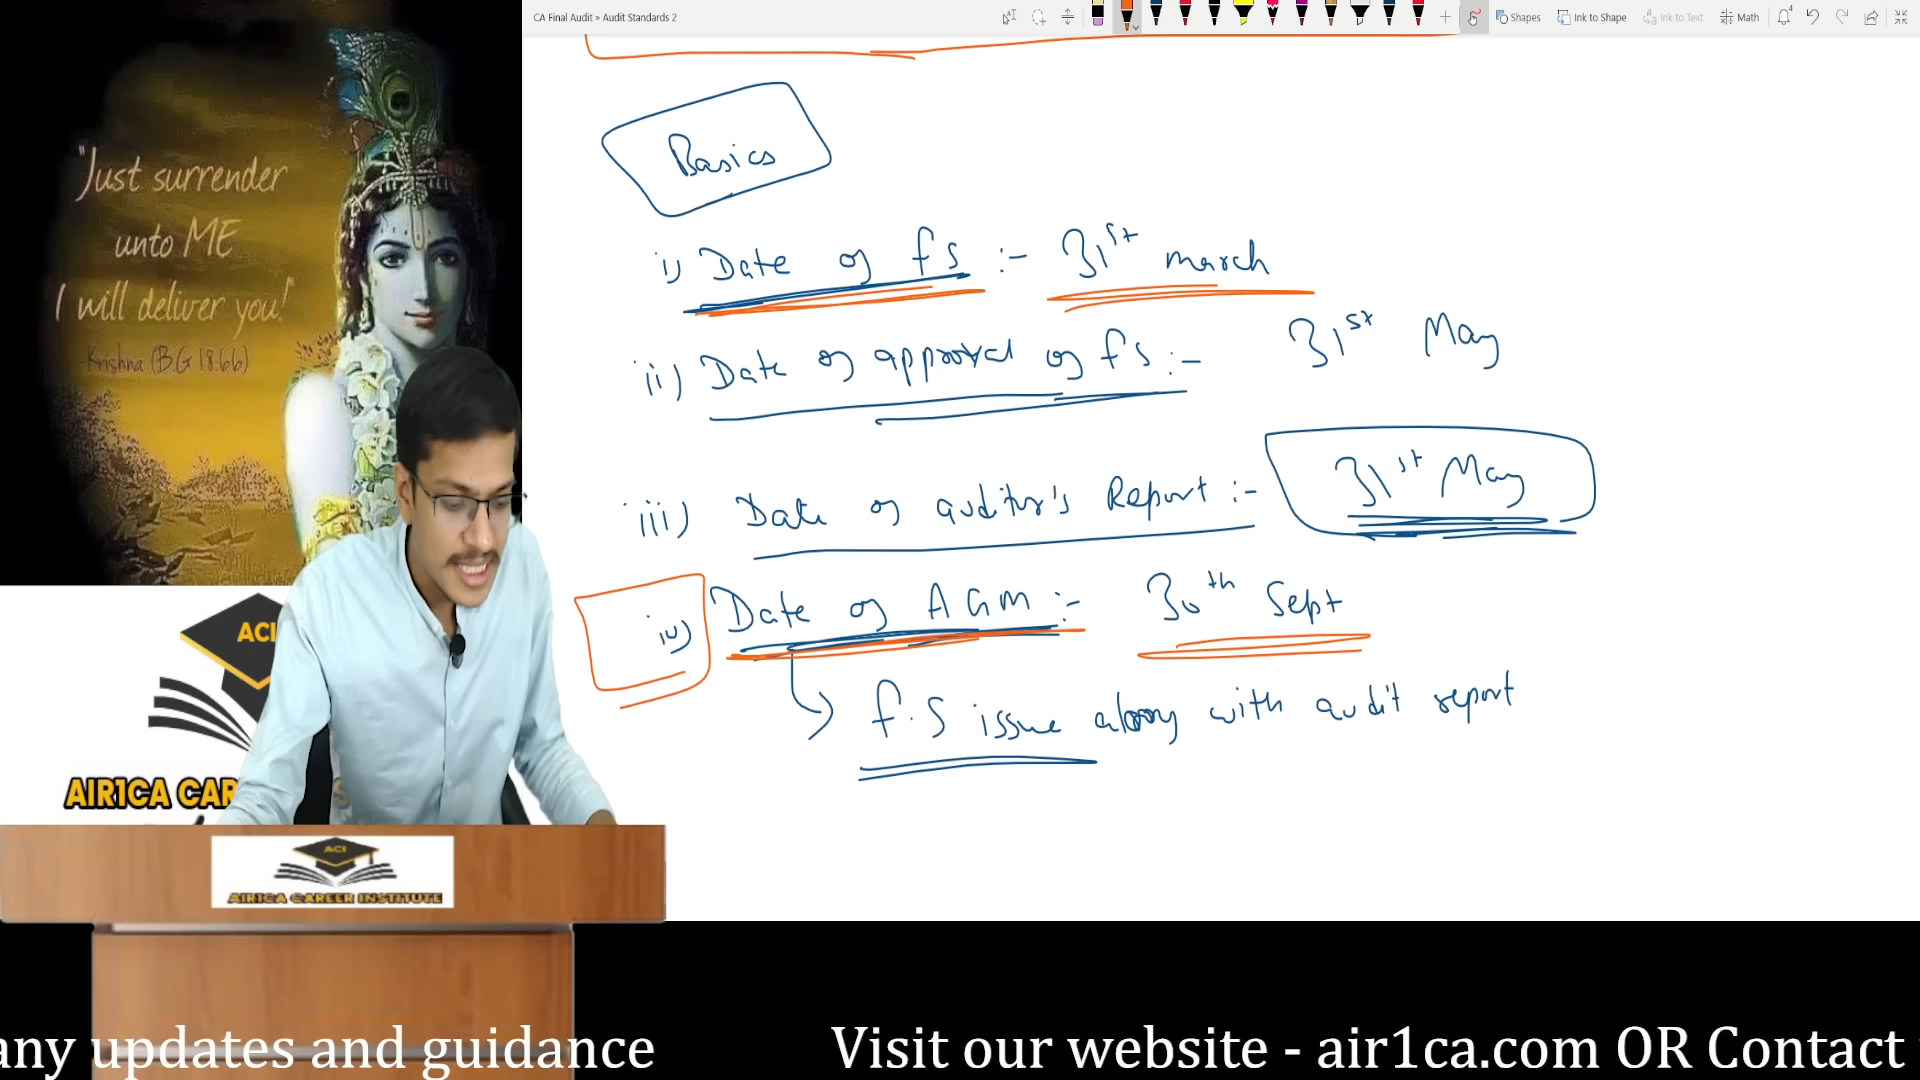 CA Final Audit » Audit Standards 2
Shapes
Ink to Shape
Ink to Text
Math
"Just surrender
unto ME
I will deliver you!"
-Krishna (B.G 18.66)
Basics
i) Date of fs :- 31st march
ii) Date of approval of fs :- 31st May
iii) Date of auditor's Report :- 31st May
iv) Date of AGM :- 30th Sept
f.s issue along with audit report
ACI
AIR1CA CAR
ACI
AIR1CA CAREER INSTITUTE
any updates and guidance
Visit our website - air1ca.com OR Contact